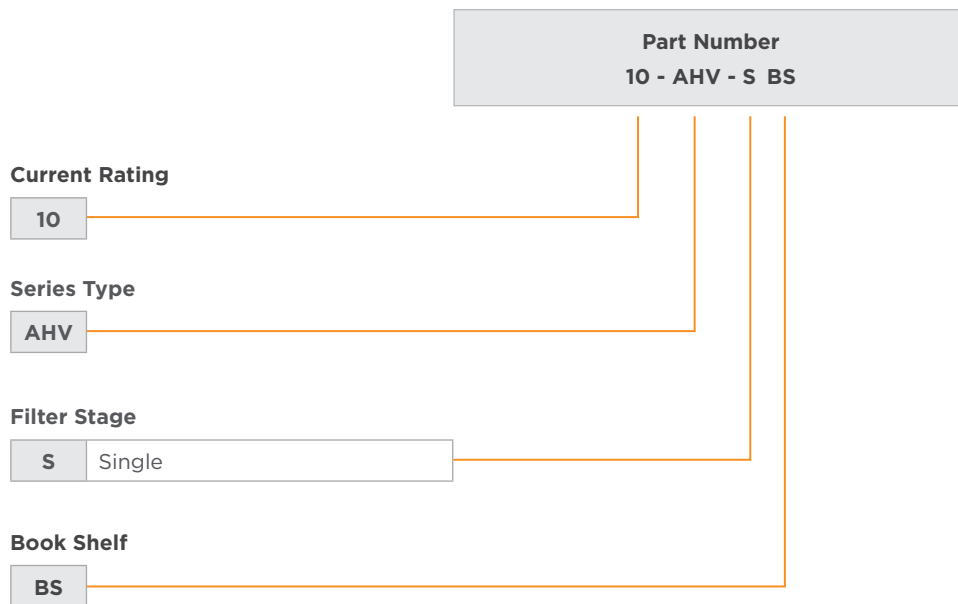 Part Number
10 - AHV - S BS
Current Rating
10
Series Type
AHV
Filter Stage
S Single
Book Shelf
BS